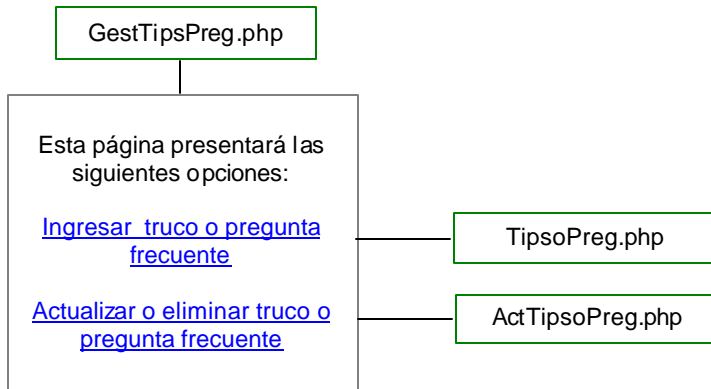 GestTipsPreg.php
Esta página presentará las
siguientes opciones:
Ingresar truco o pregunta
frecuente
TipsoPreg.php
Actualizar o eliminar truco o
pregunta frecuente
ActTipsoPreg.php